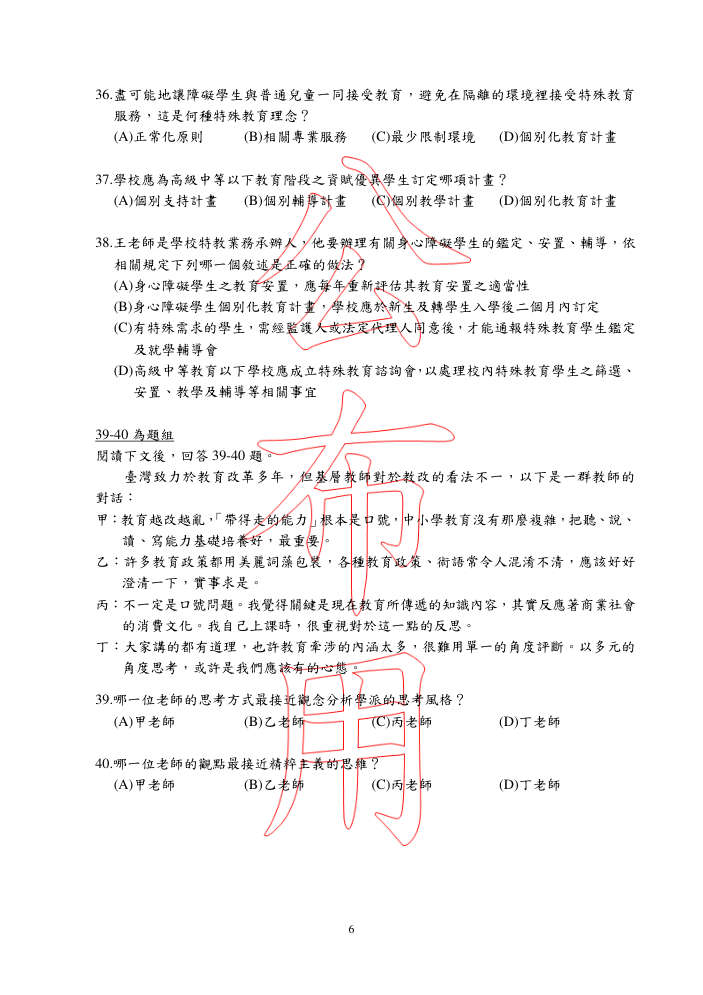 36.盡可能地讓障礙學生與普通兒童一同接受教育，避免在隔離的環境裡接受特殊教育
服務，這是何種特殊教育理念？
(A)正常化原則 (B)相關專業服務 (C)最少限制環境 (D)個別化教育計畫
37.學校應為高級中等以下教育階段之資賦優異學生訂定哪項計畫？
(A)個別支持計畫 (B)個別輔導計畫 (C)個別教學計畫 (D)個別化教育計畫
38.王老師是學校特教業務承辦人，他要辦理有關身心障礙學生的鑑定、安置、輔導，依
相關規定下列哪一個敘述是正確的做法？
(A)身心障礙學生之教育安置，應每年重新評估其教育安置之適當性
(B)身心障礙學生個別化教育計畫，學校應於新生及轉學生入學後二個月內訂定
(C)有特殊需求的學生，需經監護人或法定代理人同意後，才能通報特殊教育學生鑑定
及就學輔導會
(D)高級中等教育以下學校應成立特殊教育諮詢會，以處理校內特殊教育學生之篩選、
安置、教學及輔導等相關事宜
39-40 為題組
閱讀下文後，回答 39-40 題。
臺灣致力於教育改革多年，但基層教師對於教改的看法不一，以下是一群教師的
對話：
甲：教育越改越亂，「帶得走的能力」根本是口號，中小學教育沒有那麼複雜，把聽、說、
讀、寫能力基礎培養好，最重要。
乙：許多教育政策都用美麗詞藻包裝，各種教育政策、術語常令人混淆不清，應該好好
澄清一下，實事求是。
丙：不一定是口號問題。我覺得關鍵是現在教育所傳遞的知識內容，其實反應著商業社會
的消費文化。我自己上課時，很重視對於這一點的反思。
丁：大家講的都有道理，也許教育牽涉的內涵太多，很難用單一的角度評斷。以多元的
角度思考，或許是我們應該有的心態。
39.哪一位老師的思考方式最接近觀念分析學派的思考風格？
(A)甲老師 (B)乙老師 (C)丙老師 (D)丁老師
40.哪一位老師的觀點最接近精粹主義的思維？
(A)甲老師 (B)乙老師 (C)丙老師 (D)丁老師
公布用
6